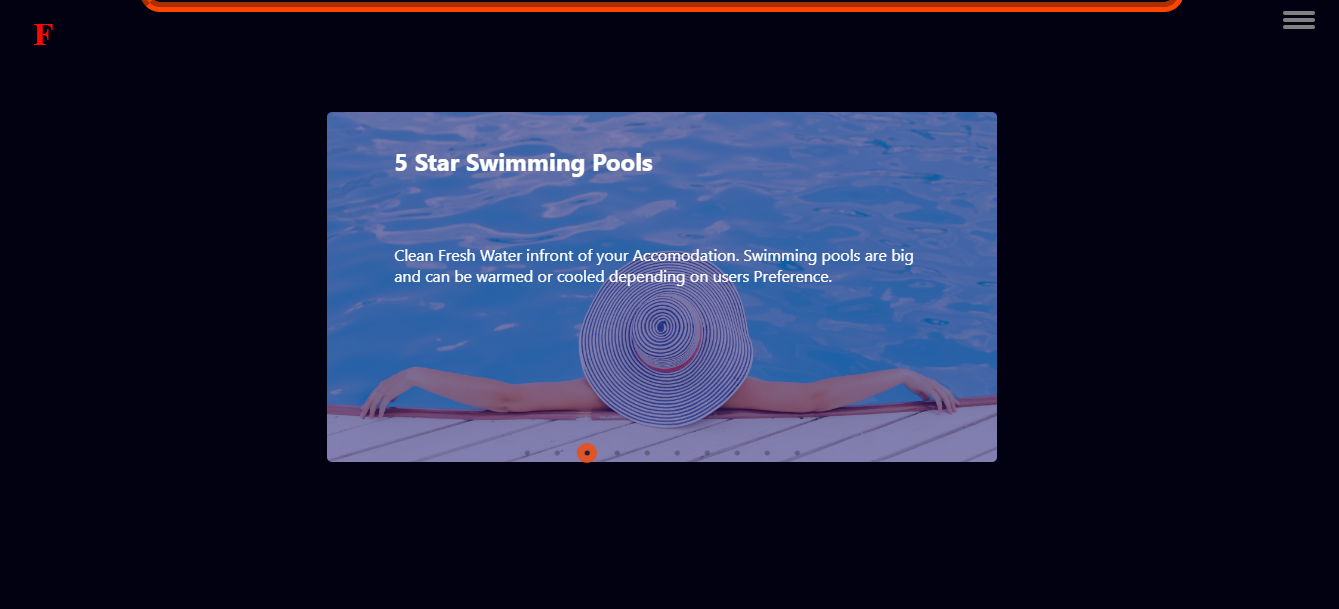 F
5 Star Swimming Pools
Clean Fresh Water infront of your Accomodation. Swimming pools are big
and can be warmed or cooled depending on users Preference.